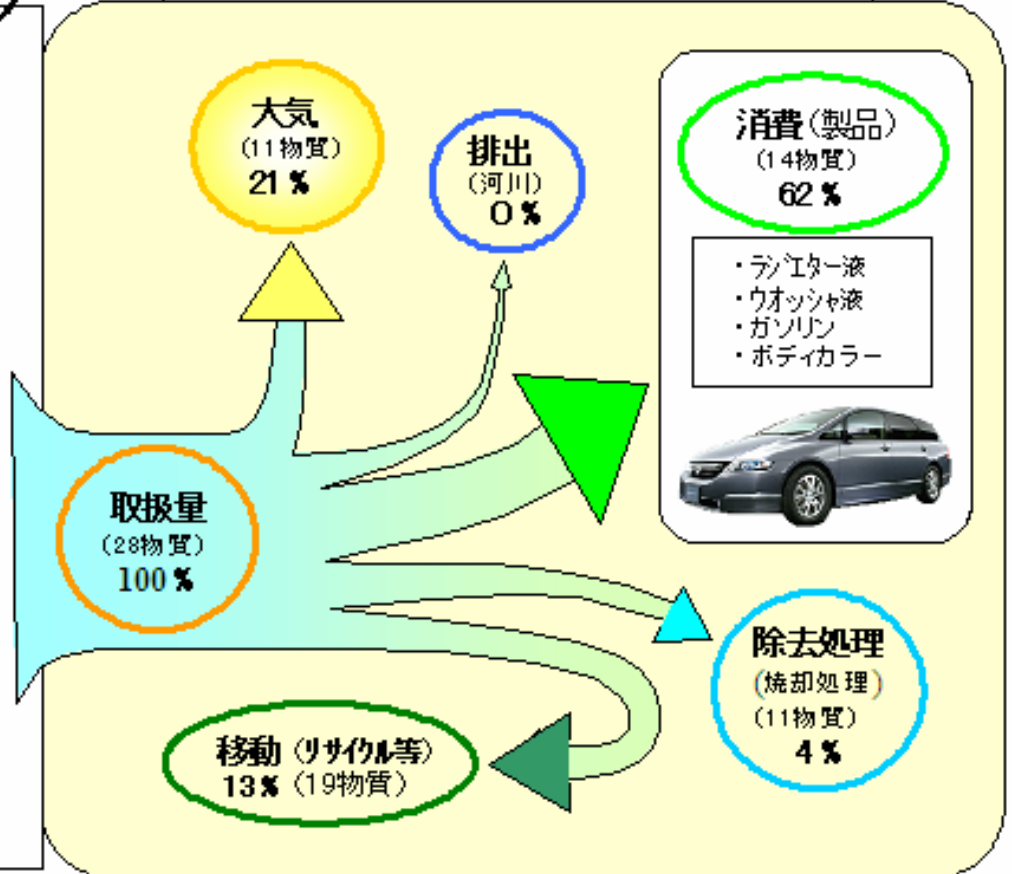 大気
(11物質)
21%
排出
(河川)
0%
消費(製品)
(14物質)
62%
・ラジエター液
・ウオッシャ液
・ガソリン
・ボディカラー
取扱量
(28物質)
100%
除去処理
(焼却処理)
(11物質)
4%
移動(リサイクル等)
13%(19物質)